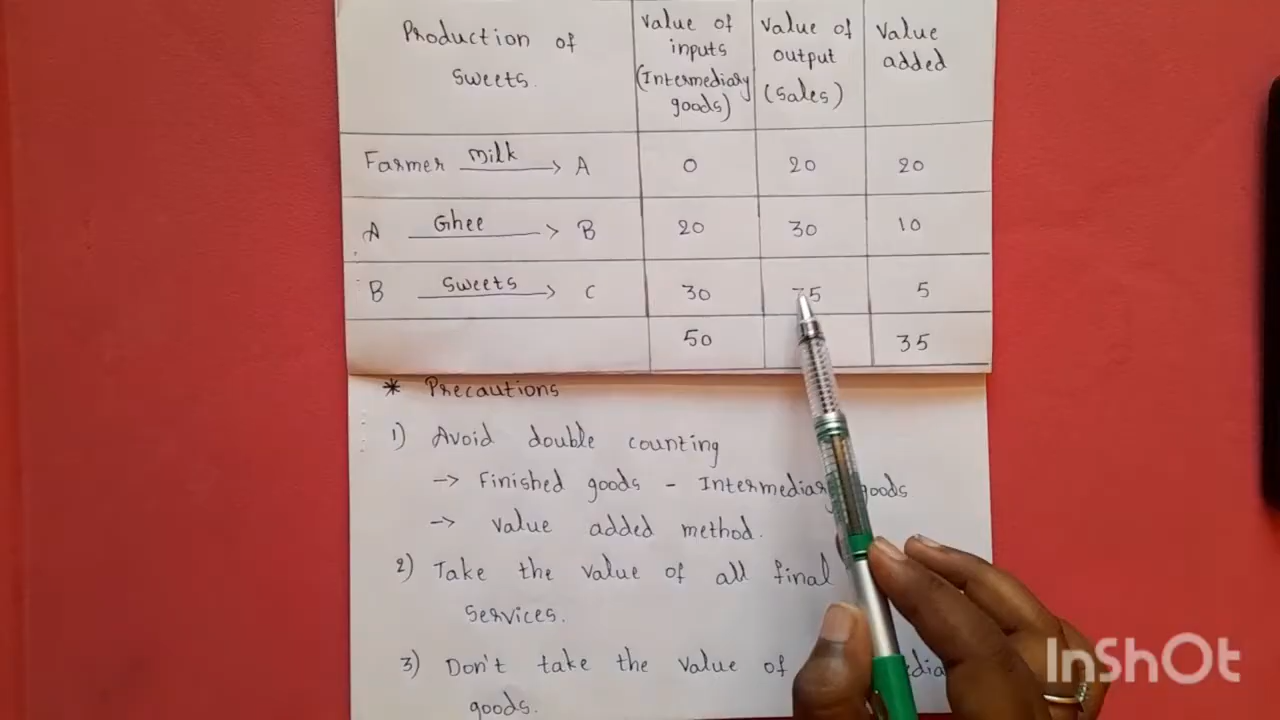 Production of Sweets. | Value of inputs (Intermediary goods) | Value of output (Sales) | Value added
Farmer Milk → A | 0 | 20 | 20
A Ghee → B | 20 | 30 | 10
B Sweets → C | 30 | 35 | 5
50 | 35
* Precautions
1) Avoid double counting
→ Finished goods - Intermediary goods
→ Value added method.
2) Take the value of all final
Services.
3) Don't take the value of
goods.
InShOt